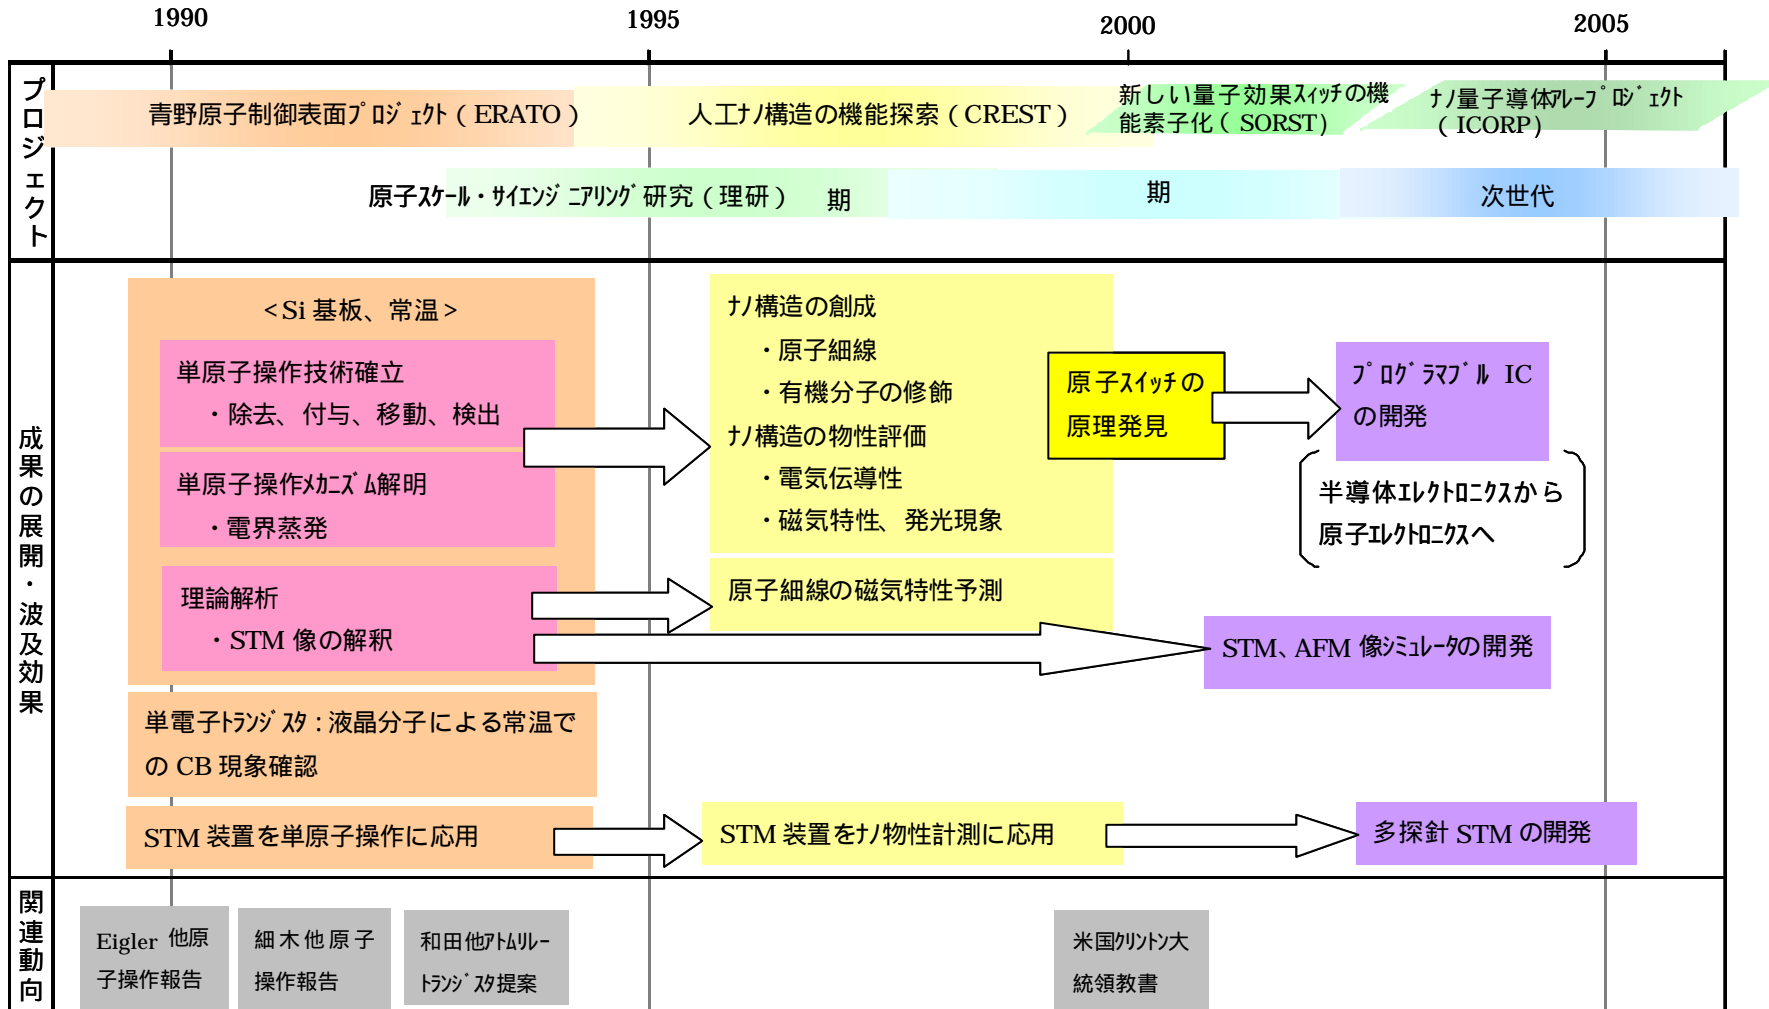 1990
1995
2000
2005
プロジェクト
青野原子制御表面ﾌﾟﾛｼﾞｪｸﾄ（ERATO）
人工ﾅﾉ構造の機能探索（CREST）
新しい量子効果ｽｨｯﾁの機
能素子化（SORST)
ﾅﾉ量子導体ｱﾚｰﾌﾟﾛｼﾞｪｸﾄ
（ICORP)
原子ｽｹｰﾙ・ｻｲｴﾝｼﾞﾆｱﾘﾝｸﾞ研究（理研） 期
期
次世代
成果の展開・波及効果
<Si 基板、常温>
単原子操作技術確立
・除去、付与、移動、検出
単原子操作ﾒｶﾆｽﾞﾑ解明
・電界蒸発
理論解析
・STM 像の解釈
単電子ﾄﾗﾝｼﾞｽﾀ：液晶分子による常温で
の CB 現象確認
STM 装置を単原子操作に応用
ﾅﾉ構造の創成
・原子細線
・有機分子の修飾
ﾅﾉ構造の物性評価
・電気伝導性
・磁気特性、発光現象
原子細線の磁気特性予測
STM 装置をﾅﾉ物性計測に応用
原子ｽｲｯﾁの
原理発見
ﾌﾟﾛｸﾞﾗﾏﾌﾞﾙ IC
の開発
半導体ｴﾚｸﾄﾛﾆｸｽから
原子ｴﾚｸﾄﾛﾆｸｽへ
STM、AFM 像ｼﾐｭﾚｰﾀの開発
多探針 STM の開発
関連動向
Eigler 他原
子操作報告
細木他原子
操作報告
和田他ｱﾄﾑﾘﾚｰ
ﾄﾗﾝｼﾞｽﾀ提案
米国ｸﾘﾝﾄﾝ大
統領教書